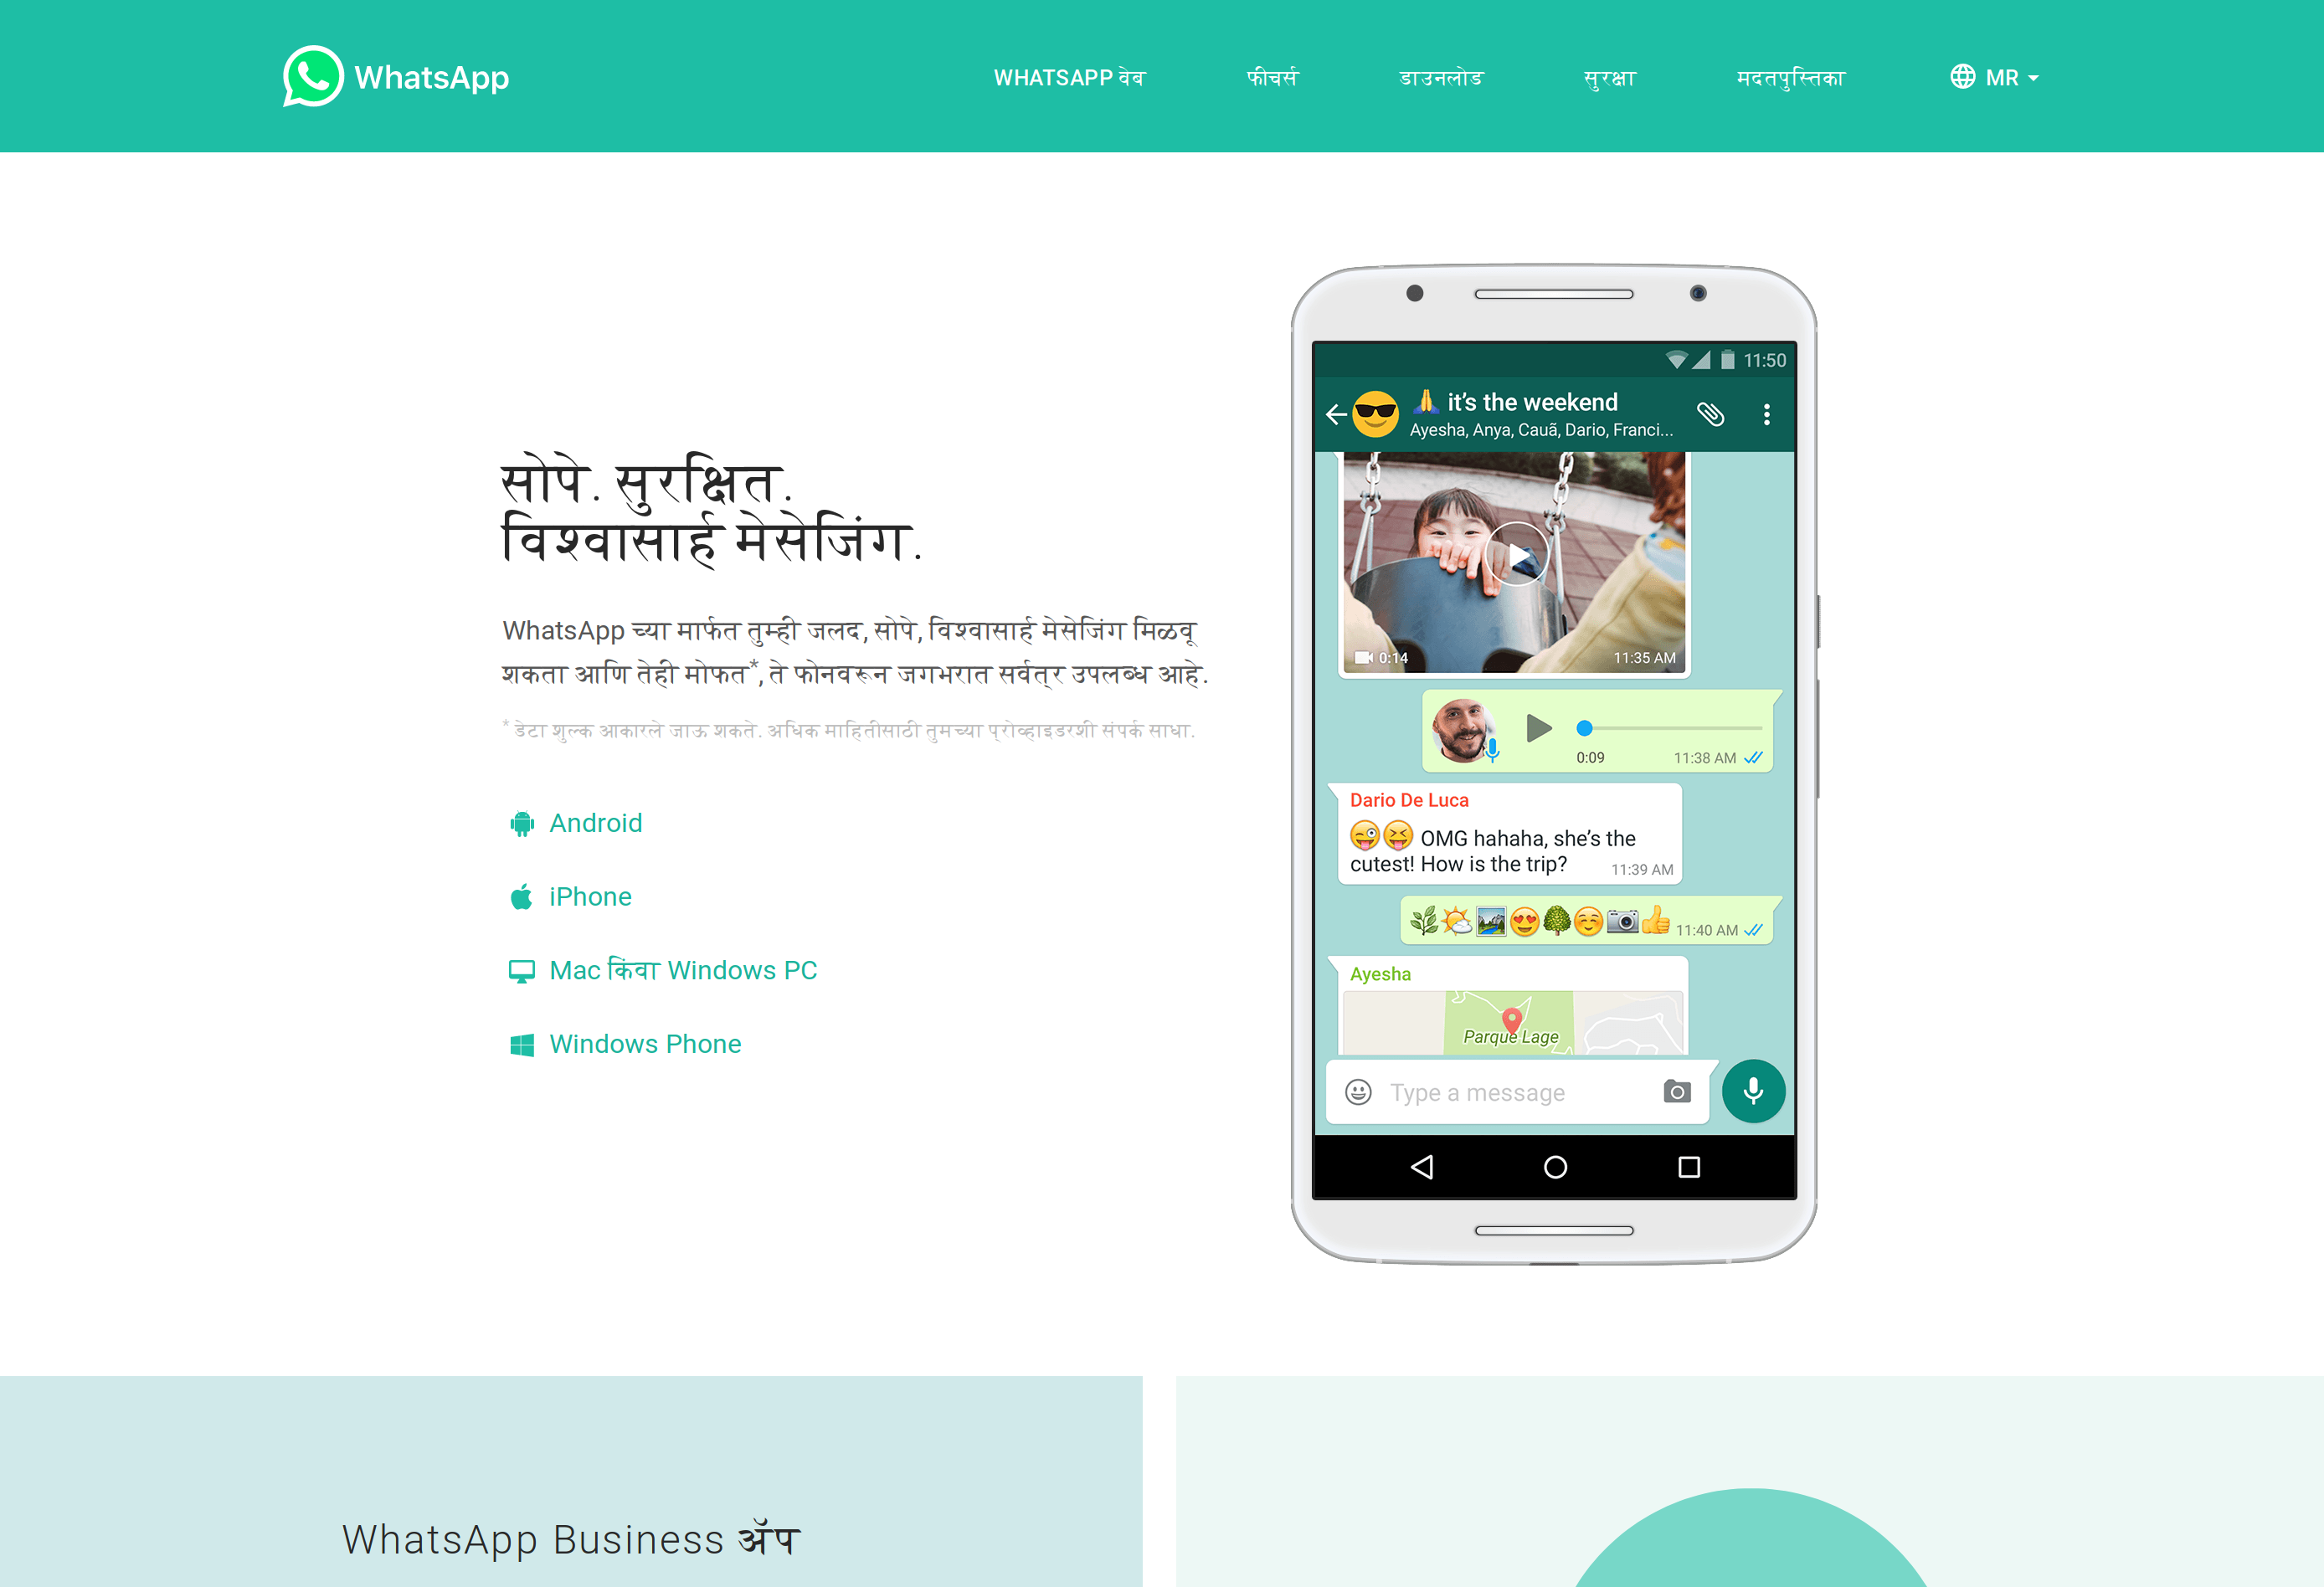 WhatsApp
WHATSAPP वेब
फीचर्स
डाउनलोड
सुरक्षा
मदतपुस्तिका
MR
सोपे. सुरक्षित.
विश्वासार्ह मेसेजिंग.
WhatsApp च्या मार्फत तुम्ही जलद, सोपे, विश्वासार्ह मेसेजिंग मिळवू
शकता आणि तेही मोफत*, ते फोनवरून जगभरात सर्वत्र उपलब्ध आहे.
* डेटा शुल्क आकारले जाऊ शकते. अधिक माहितीसाठी तुमच्या प्रोव्हाइडरशी संपर्क साधा.
Android
iPhone
Mac किंवा Windows PC
Windows Phone
11:50
🙏 it’s the weekend
Ayesha, Anya, Cauã, Dario, Franci...
0:14
11:35 AM
0:09
11:38 AM
Dario De Luca
😜😝 OMG hahaha, she’s the
cutest! How is the trip?
11:39 AM
🌿🌤🏞😍🌳☺📷👍 11:40 AM
Ayesha
Parque Lage
Type a message
WhatsApp Business ॲप